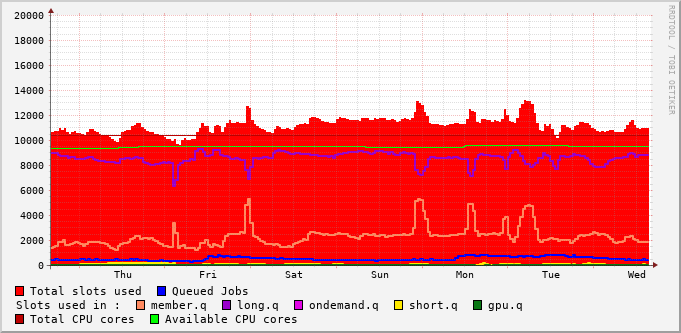 20000
18000
16000
14000
12000
10000
8000
6000
4000
2000
0
Thu Fri Sat Sun Mon Tue Wed
RRDTOOL / TOBI OETIKER
Total slots used Queued Jobs
Slots used in : member.q long.q ondemand.q short.q gpu.q
Total CPU cores Available CPU cores